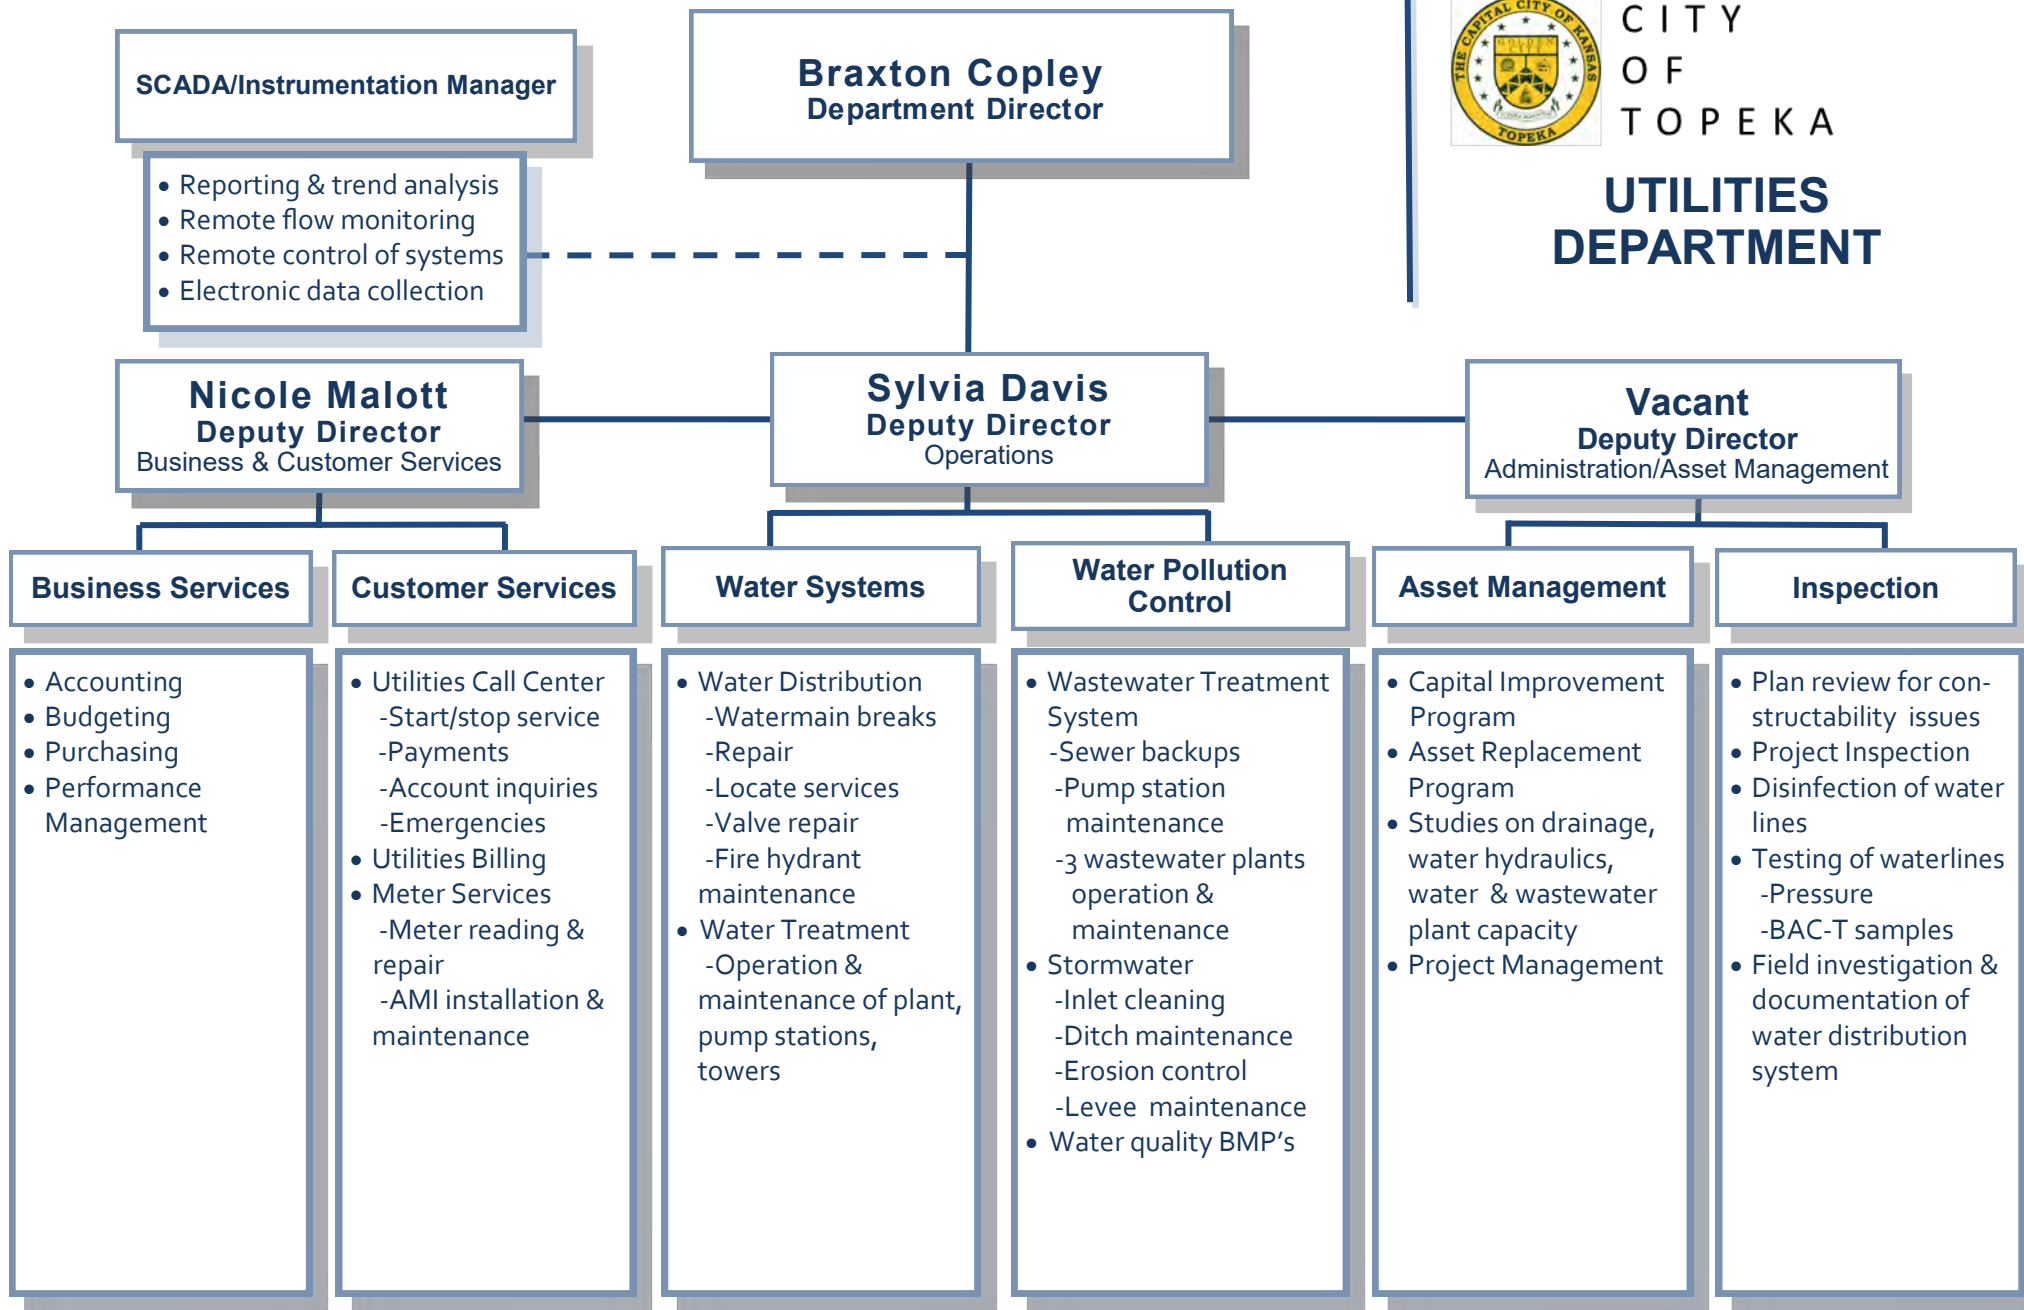 SCADA/Instrumentation Manager
• Reporting & trend analysis
• Remote flow monitoring
• Remote control of systems
• Electronic data collection
Braxton Copley
Department Director
THE CAPITAL CITY OF KANSAS
GOLDEN CITY
TOPEKA
CITY
OF
TOPEKA
UTILITIES
DEPARTMENT
Nicole Malott
Deputy Director
Business & Customer Services
Sylvia Davis
Deputy Director
Operations
Vacant
Deputy Director
Administration/Asset Management
Business Services
• Accounting
• Budgeting
• Purchasing
• Performance
Management
Customer Services
• Utilities Call Center
-Start/stop service
-Payments
-Account inquiries
-Emergencies
• Utilities Billing
• Meter Services
-Meter reading &
repair
-AMI installation &
maintenance
Water Systems
• Water Distribution
-Watermain breaks
-Repair
-Locate services
-Valve repair
-Fire hydrant
maintenance
• Water Treatment
-Operation &
maintenance of plant,
pump stations,
towers
Water Pollution
Control
• Wastewater Treatment
System
-Sewer backups
-Pump station
maintenance
-3 wastewater plants
operation &
maintenance
• Stormwater
-Inlet cleaning
-Ditch maintenance
-Erosion control
-Levee maintenance
• Water quality BMP's
Asset Management
• Capital Improvement
Program
• Asset Replacement
Program
• Studies on drainage,
water hydraulics,
water & wastewater
plant capacity
• Project Management
Inspection
• Plan review for con-
structability issues
• Project Inspection
• Disinfection of water
lines
• Testing of waterlines
-Pressure
-BAC-T samples
• Field investigation &
documentation of
water distribution
system